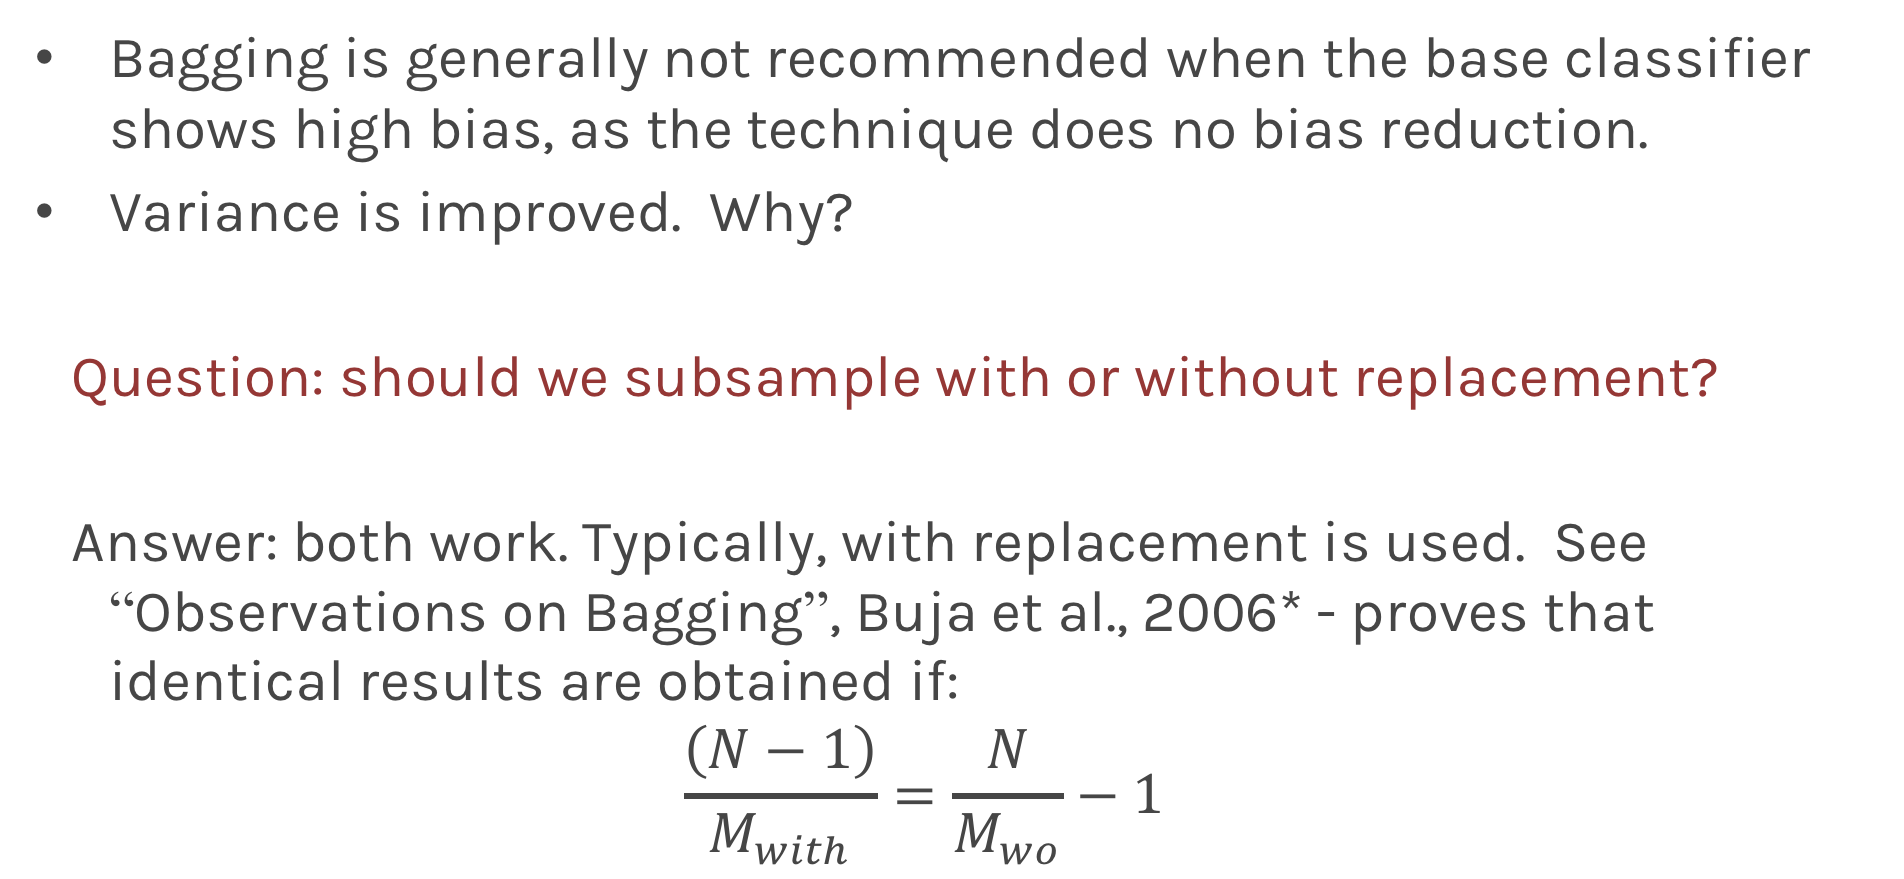 • Bagging is generally not recommended when the base classifier
shows high bias, as the technique does no bias reduction.
• Variance is improved.  Why?
Question: should we subsample with or without replacement?
Answer: both work. Typically, with replacement is used.  See
“Observations on Bagging”, Buja et al., 2006* - proves that
identical results are obtained if:
(N − 1)/M_with = N/M_wo − 1